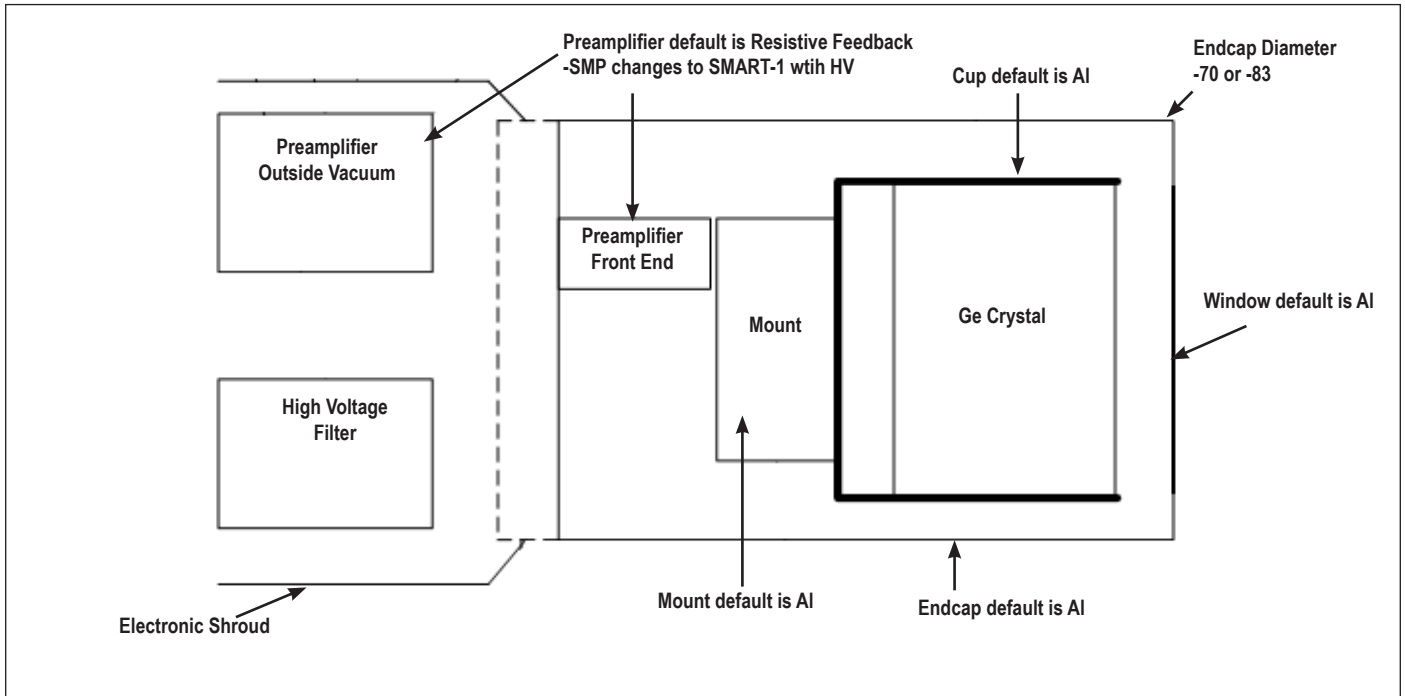 Preamplifier default is Resistive Feedback
-SMP changes to SMART-1 wtih HV
Endcap Diameter
-70 or -83
Cup default is Al
Preamplifier
Outside Vacuum
Preamplifier
Front End
Mount
Ge Crystal
Window default is Al
High Voltage
Filter
Mount default is Al
Endcap default is Al
Electronic Shroud